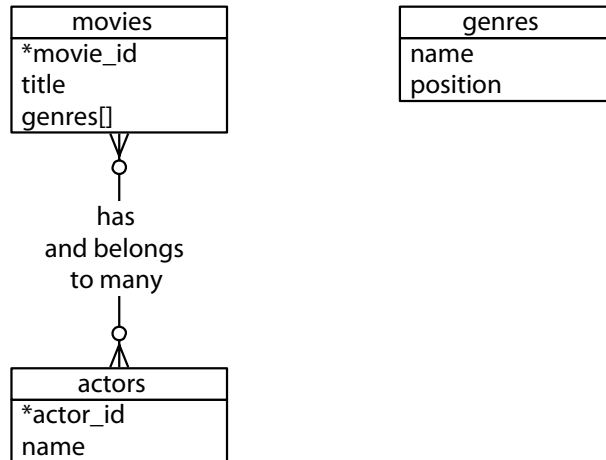 movies
*movie_id
title
genres[]
genres
name
position
has
and belongs
to many
actors
*actor_id
name